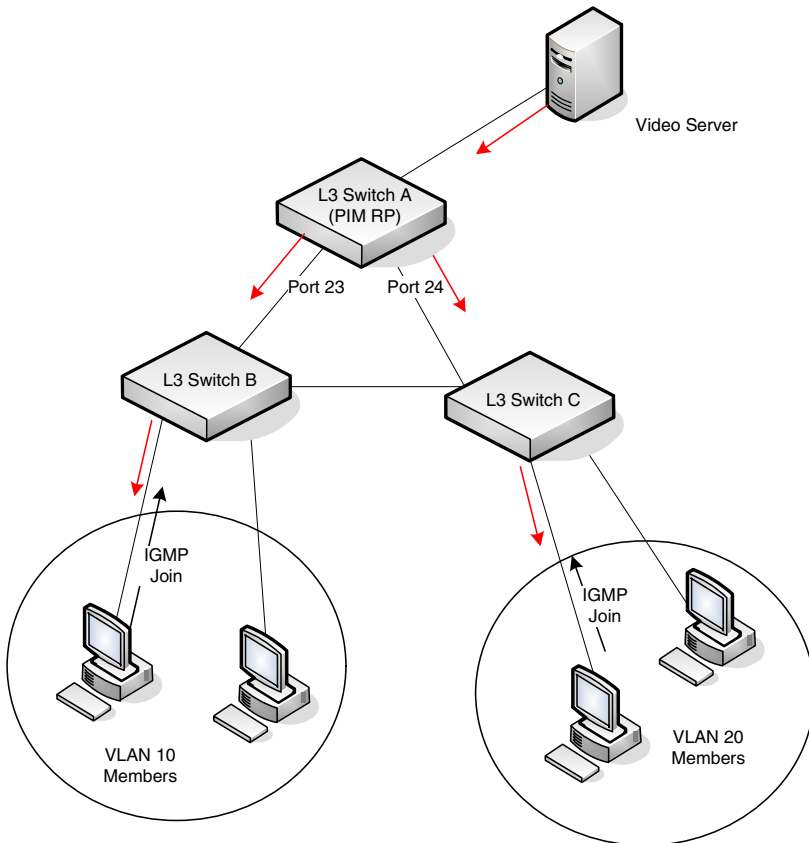 Video Server
L3 Switch A
(PIM RP)
Port 23
Port 24
L3 Switch B
L3 Switch C
IGMP
Join
IGMP
Join
VLAN 10
Members
VLAN 20
Members